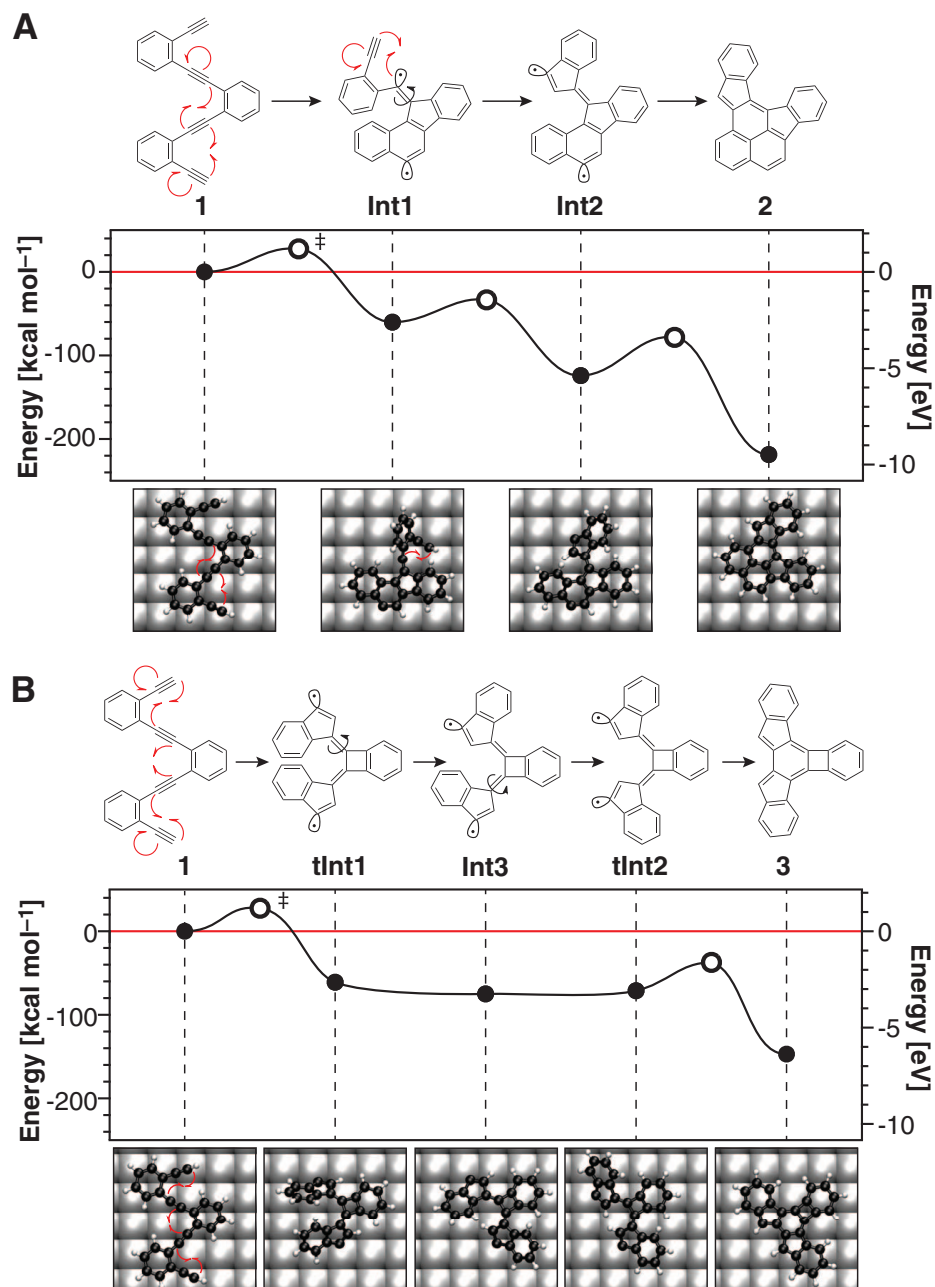 A
1 Int1 Int2 2
‡
0
-100
-200
Energy [kcal mol⁻¹]
0
-5
-10
Energy [eV]
B
1 tInt1 Int3 tInt2 3
‡
0
-100
-200
Energy [kcal mol⁻¹]
0
-5
-10
Energy [eV]